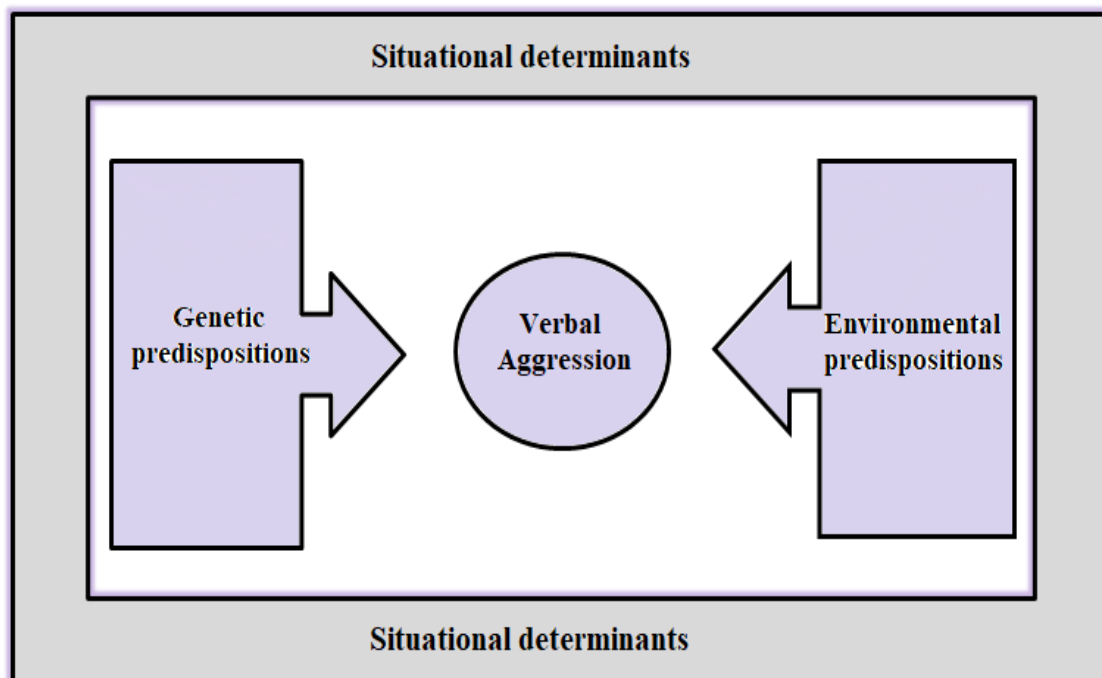 Situational determinants
Genetic
predispositions
Verbal
Aggression
Environmental
predispositions
Situational determinants